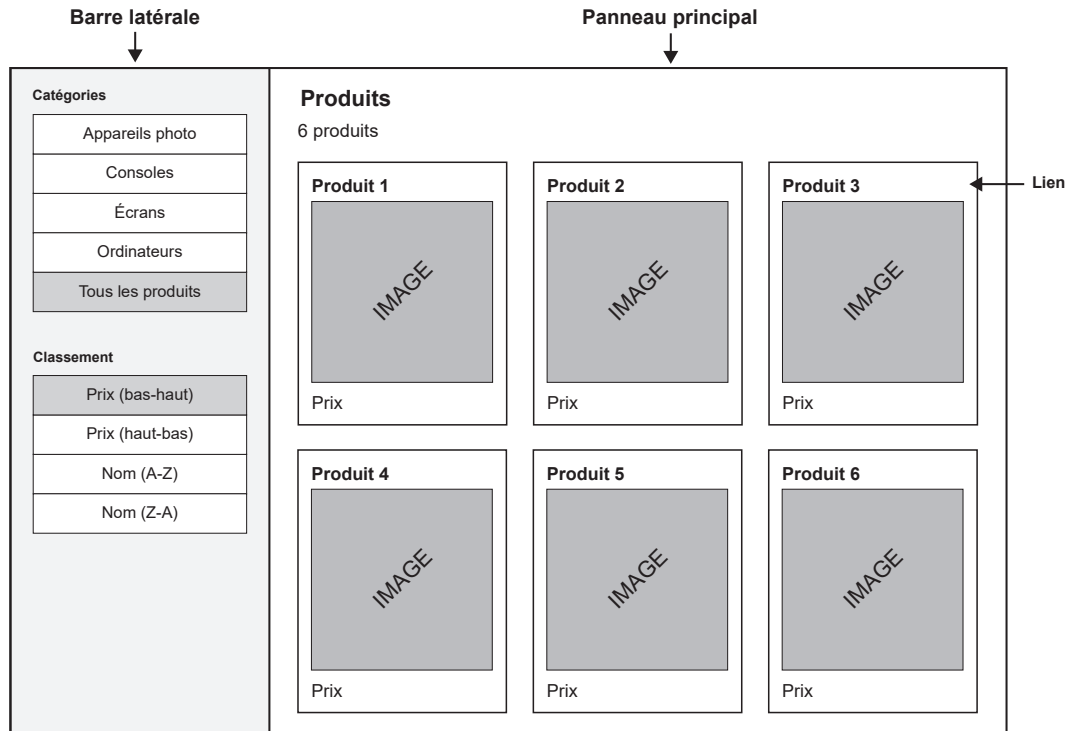 Barre latérale
Panneau principal
Catégories
Appareils photo
Consoles
Écrans
Ordinateurs
Tous les produits
Classement
Prix (bas-haut)
Prix (haut-bas)
Nom (A-Z)
Nom (Z-A)
Produits
6 produits
Produit 1
IMAGE
Prix
Produit 2
IMAGE
Prix
Produit 3
IMAGE
Prix
Lien
Produit 4
IMAGE
Prix
Produit 5
IMAGE
Prix
Produit 6
IMAGE
Prix